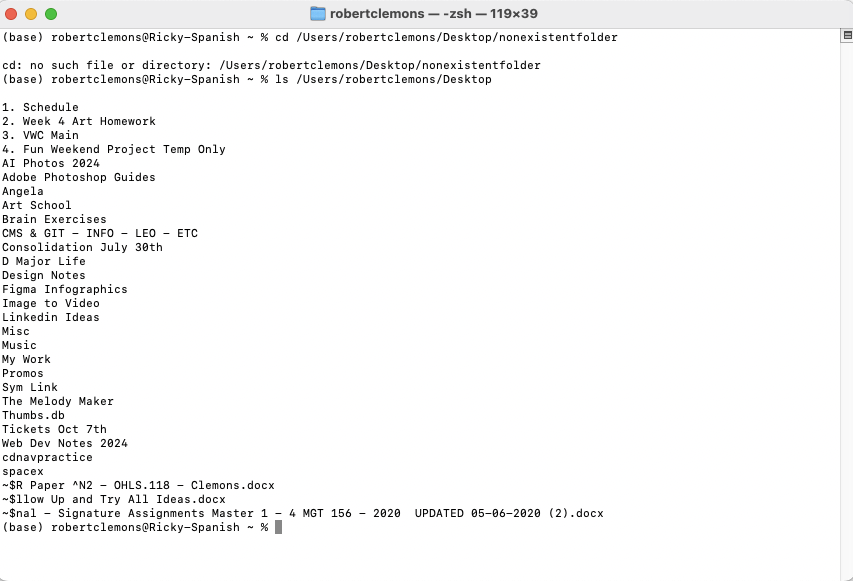 robertclemons — -zsh — 119×39
(base) robertclemons@Ricky-Spanish ~ % cd /Users/robertclemons/Desktop/nonexistentfolder
cd: no such file or directory: /Users/robertclemons/Desktop/nonexistentfolder
(base) robertclemons@Ricky-Spanish ~ % ls /Users/robertclemons/Desktop
1. Schedule
2. Week 4 Art Homework
3. VWC Main
4. Fun Weekend Project Temp Only
AI Photos 2024
Adobe Photoshop Guides
Angela
Art School
Brain Exercises
CMS & GIT - INFO - LEO - ETC
Consolidation July 30th
D Major Life
Design Notes
Figma Infographics
Image to Video
Linkedin Ideas
Misc
Music
My Work
Promos
Sym Link
The Melody Maker
Thumbs.db
Tickets Oct 7th
Web Dev Notes 2024
cdnavpractice
spacex
~$R Paper ^N2 - OHLS.118 - Clemons.docx
~$llow Up and Try All Ideas.docx
~$nal - Signature Assignments Master 1 - 4 MGT 156 - 2020  UPDATED 05-06-2020 (2).docx
(base) robertclemons@Ricky-Spanish ~ %